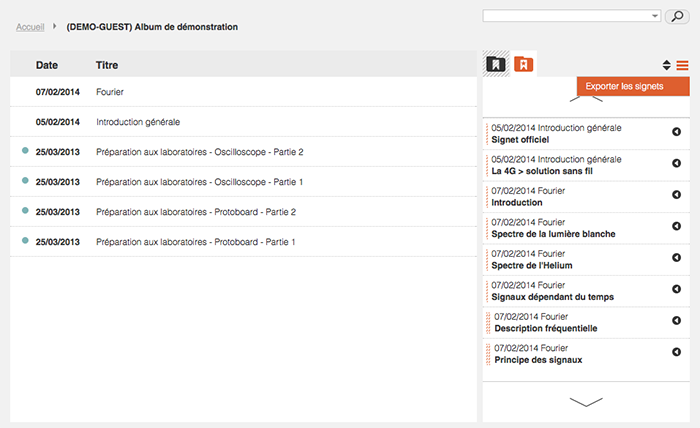 Accueil (DEMO-GUEST) Album de démonstration
Date Titre
07/02/2014 Fourier
05/02/2014 Introduction générale
25/03/2013 Préparation aux laboratoires - Oscilloscope - Partie 2
25/03/2013 Préparation aux laboratoires - Oscilloscope - Partie 1
25/03/2013 Préparation aux laboratoires - Protoboard - Partie 2
25/03/2013 Préparation aux laboratoires - Protoboard - Partie 1
Exporter les signets
05/02/2014 Introduction générale
Signet officiel
05/02/2014 Introduction générale
La 4G > solution sans fil
07/02/2014 Fourier
Introduction
07/02/2014 Fourier
Spectre de la lumière blanche
07/02/2014 Fourier
Spectre de l'Helium
07/02/2014 Fourier
Signaux dépendant du temps
07/02/2014 Fourier
Description fréquentielle
07/02/2014 Fourier
Principe des signaux